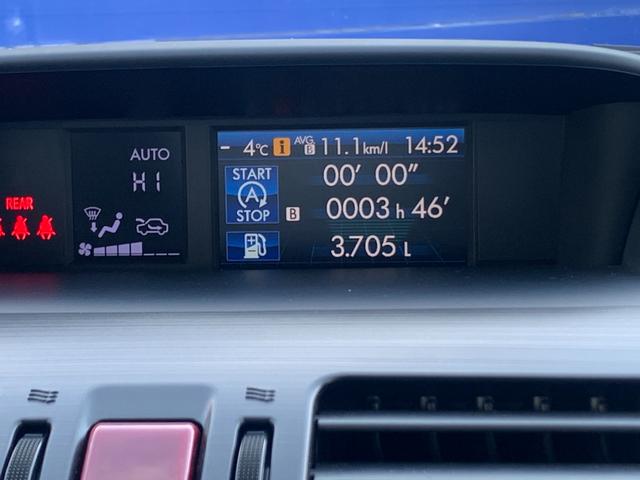 - 4℃ i AVG. B 11.1 km/l 14:52
AUTO
HI
START 00' 00"
A
STOP B 0003 h 46'
REAR
3.705 L